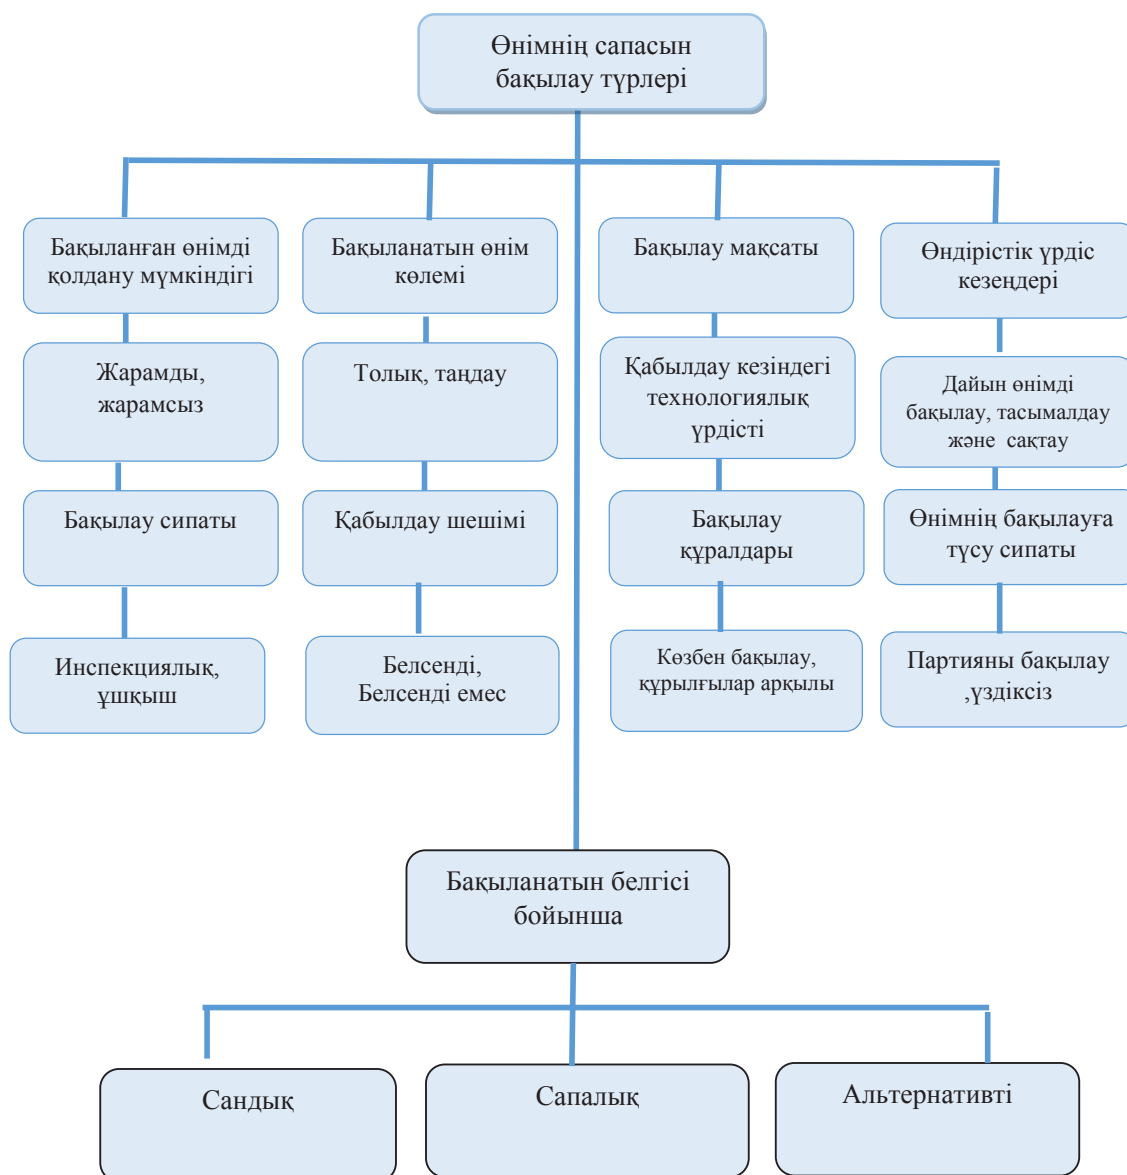 Өнімнің сапасын
бақылау түрлері
Бақыланған өнімді
қолдану мүмкіндігі
Бақыланатын өнім
көлемі
Бақылау мақсаты
Өндірістік үрдіс
кезеңдері
Жарамды,
жарамсыз
Толық, таңдау
Қабылдау кезіндегі
технологиялық
үрдісті
Дайын өнімді
бақылау, тасымалдау
және сақтау
Бақылау сипаты
Қабылдау шешімі
Бақылау
құралдары
Өнімнің бақылауға
түсу сипаты
Инспекциялық,
ұшқыш
Белсенді,
Белсенді емес
Көзбен бақылау,
құрылғылар арқылы
Партияны бақылау
,үздіксіз
Бақыланатын белгісі
бойынша
Сандық
Сапалық
Альтернативті